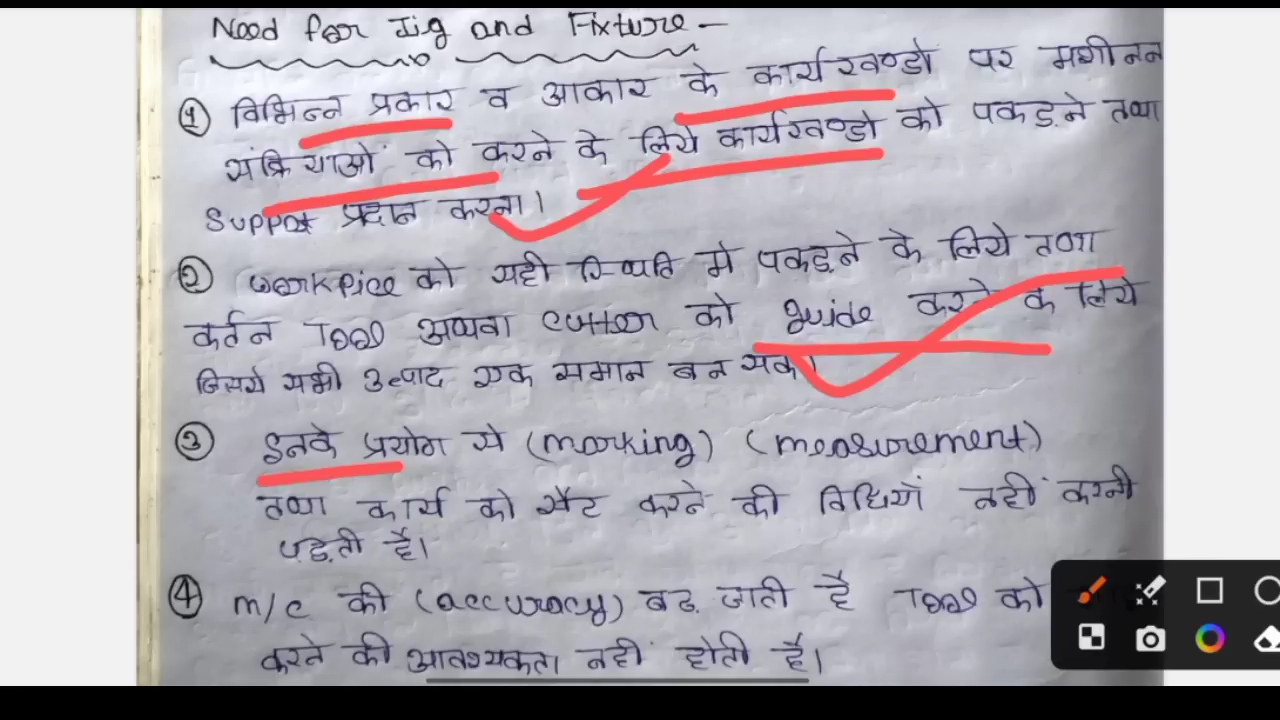 Need for Jig and Fixture –
① विभिन्न प्रकार व आकार के कार्यखण्डो पर मशीनन
संक्रियाओं को करने के लिये कार्यखण्डो को पकड़ने तथा
Support प्रदान करना।
② workpice को सही स्थिति मे पकड़ने के लिये तथा
कर्तन Tool अथवा cutter को guide करने के लिये
जिससे सभी उत्पाद एक समान बन सके।
③ इनके प्रयोग से (marking) (measurement)
तथा कार्य को सैट करने की विधियाँ नहीं करनी
पड़ती है।
④ m/c की (accuracy) बढ़ जाती है Tool को
करने की आवश्यकता नहीं होती है।